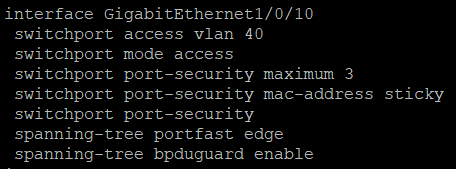 interface GigabitEthernet1/0/10
switchport access vlan 40
switchport mode access
switchport port-security maximum 3
switchport port-security mac-address sticky
switchport port-security
spanning-tree portfast edge
spanning-tree bpduguard enable